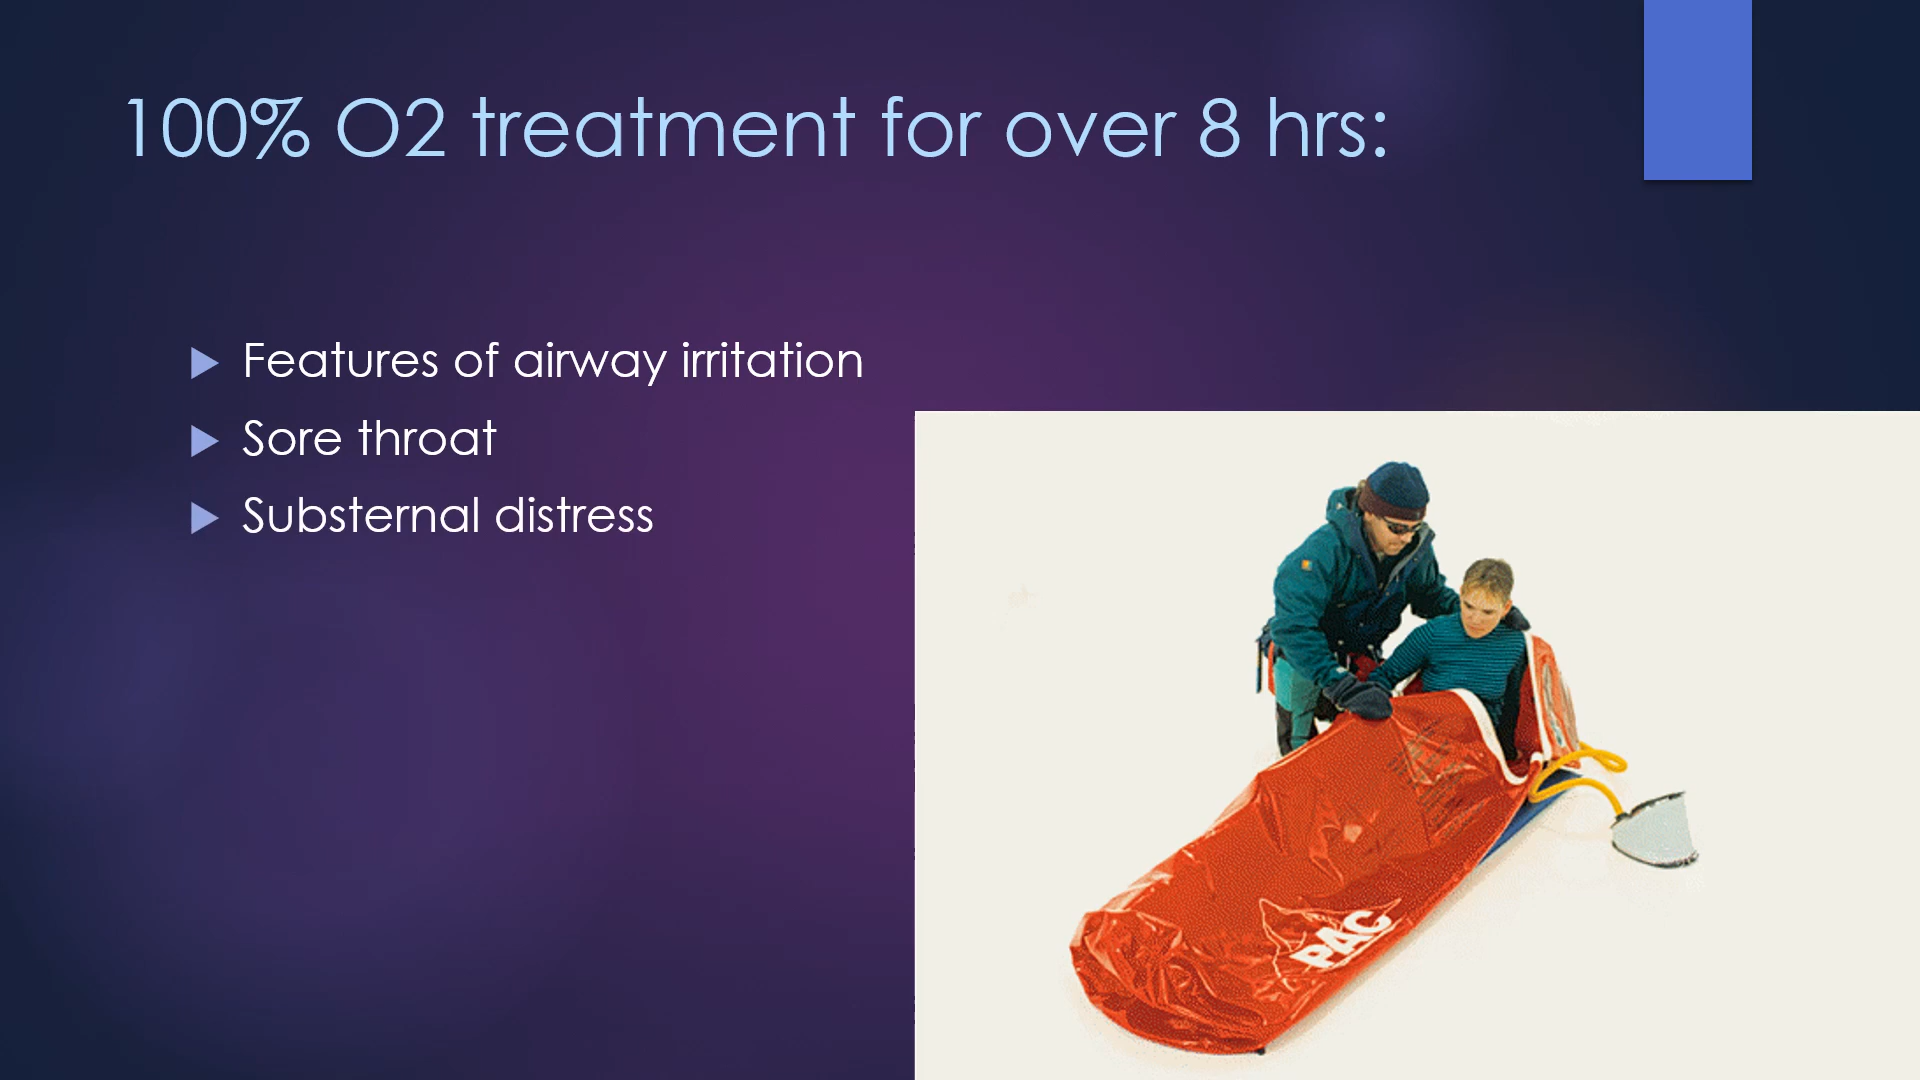 100% O2 treatment for over 8 hrs:
Features of airway irritation
Sore throat
Substernal distress
PAC